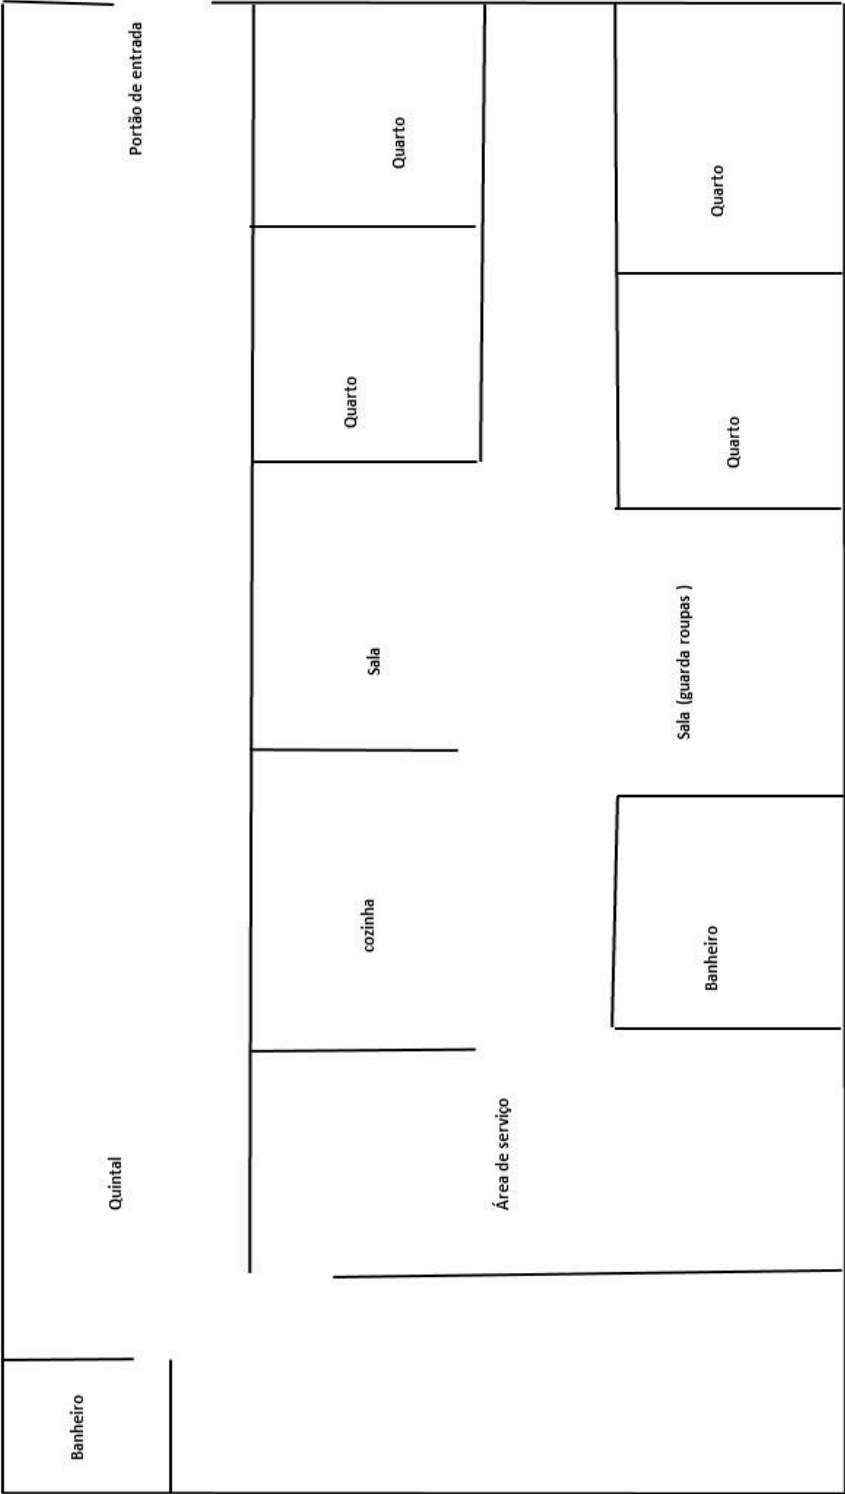 Portão de entrada
Quarto
Quarto
Quarto
Quarto
Sala
Sala (guarda roupas )
cozinha
Banheiro
Quintal
Área de serviço
Banheiro